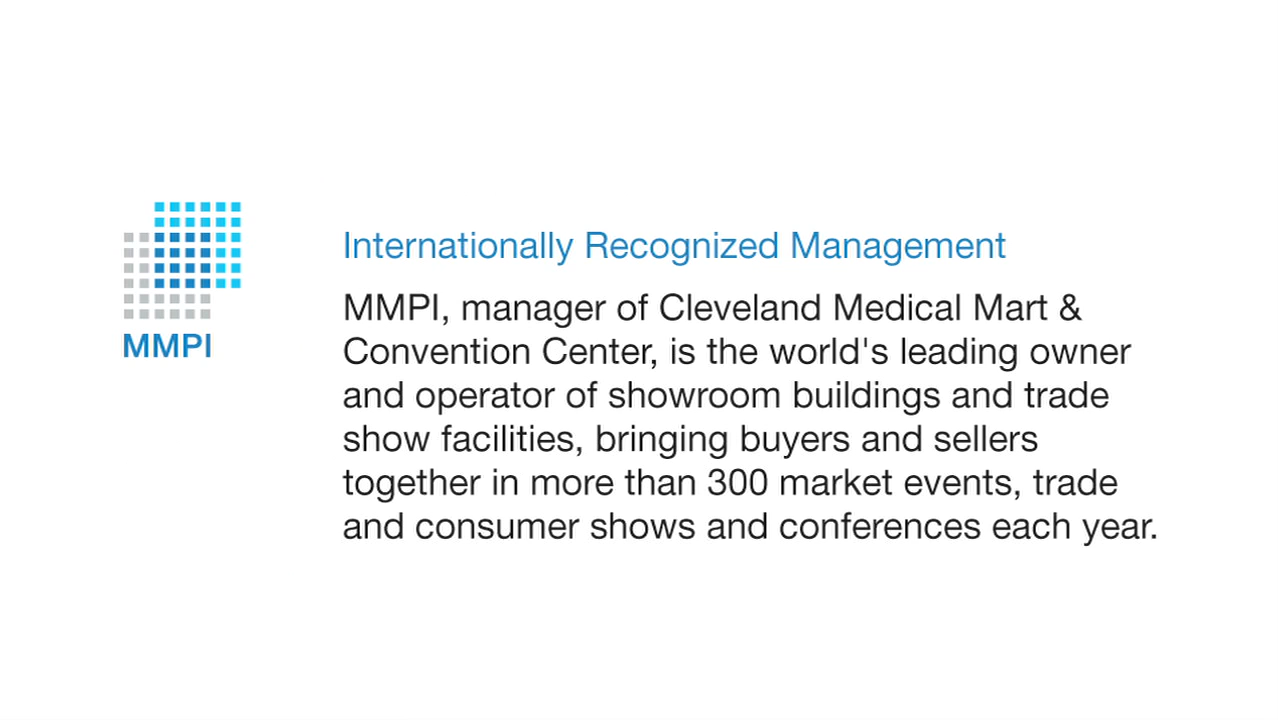 MMPI
Internationally Recognized Management
MMPI, manager of Cleveland Medical Mart &
Convention Center, is the world's leading owner
and operator of showroom buildings and trade
show facilities, bringing buyers and sellers
together in more than 300 market events, trade
and consumer shows and conferences each year.